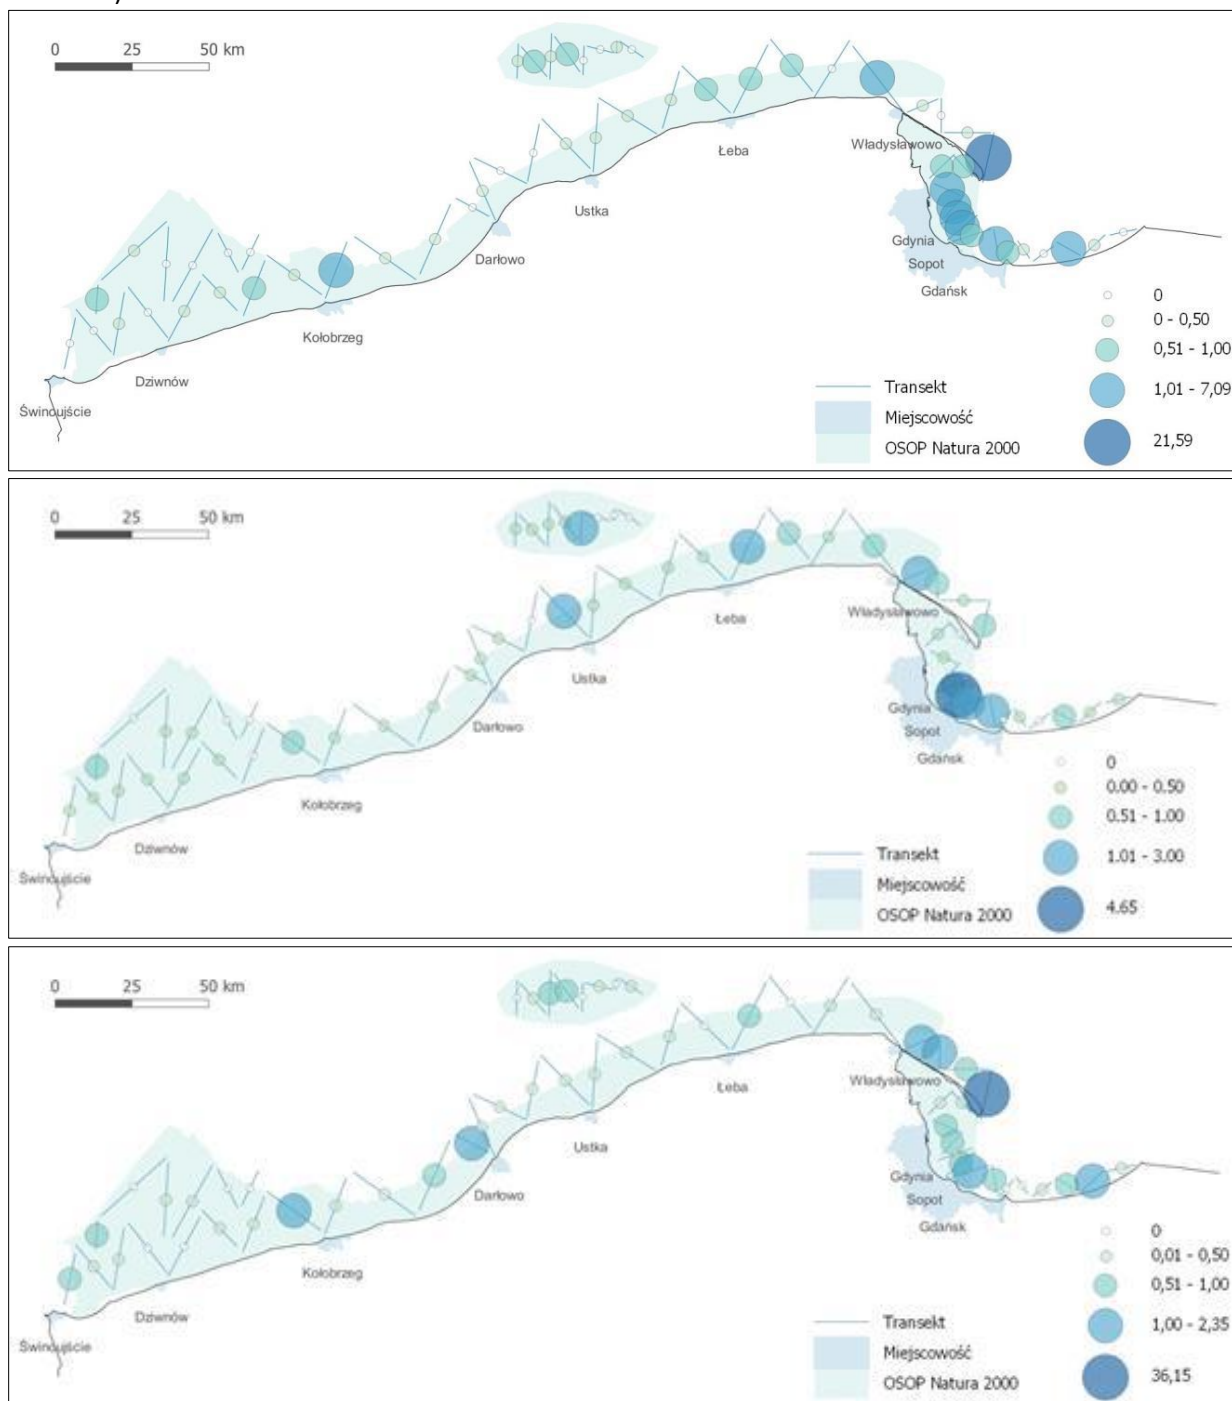 0 25 50 km
Łeba
Władysławowo
Ustka
Gdynia
Darłowo
Sopot
Gdańsk
Kołobrzeg
Dziwnów
Świnoujście
0
0 - 0,50
0,51 - 1,00
1,01 - 7,09
21,59
Transekt
Miejscowość
OSOP Natura 2000
0 25 50 km
Łeba
Władysławowo
Ustka
Gdynia
Darłowo
Sopot
Gdańsk
Kołobrzeg
Dziwnów
Świnoujście
0
0.00 - 0.50
0.51 - 1.00
1.01 - 3.00
4.65
Transekt
Miejscowość
OSOP Natura 2000
0 25 50 km
Łeba
Władysławowo
Ustka
Gdynia
Darłowo
Sopot
Gdańsk
Kołobrzeg
Dziwnów
Świnoujście
0
0,01 - 0,50
0,51 - 1,00
1,00 - 2,35
36,15
Transekt
Miejscowość
OSOP Natura 2000